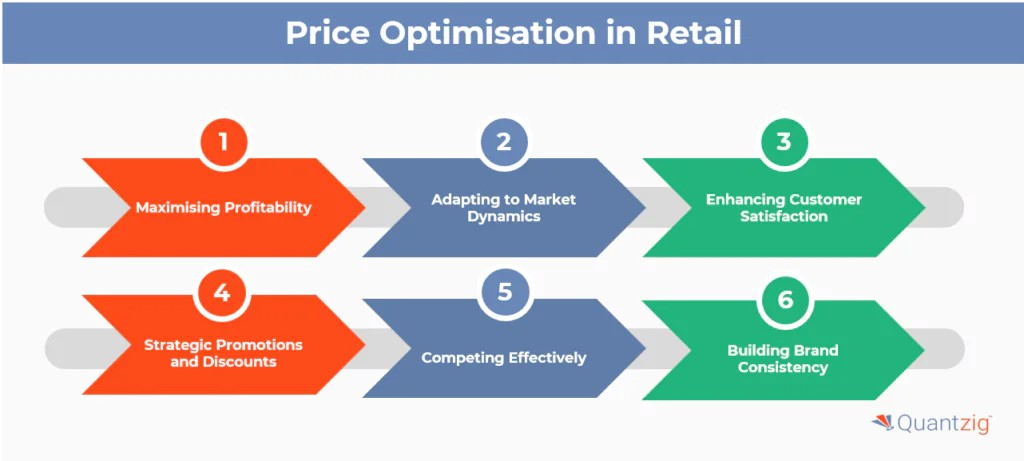 Price Optimisation in Retail
1
2
3
Maximising Profitability
Adapting to Market
Dynamics
Enhancing Customer
Satisfaction
4
5
6
Strategic Promotions
and Discounts
Competing Effectively
Building Brand
Consistency
Quantzig™